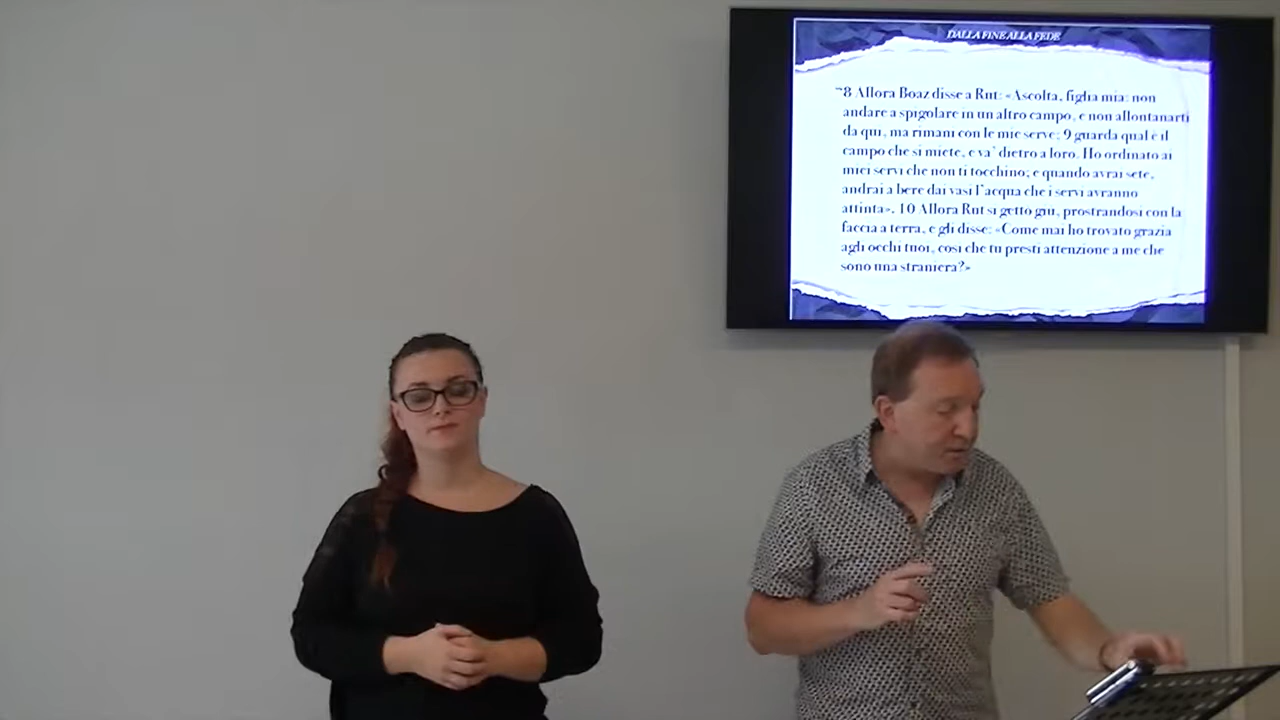 DALLA FINE ALLA FEDE
"8 Allora Boaz disse a Rut: «Ascolta, figlia mia: non
andare a spigolare in un altro campo, e non allontanarti
da qui, ma rimani con le mie serve; 9 guarda qual è il
campo che si miete, e va' dietro a loro. Ho ordinato ai
miei servi che non ti tocchino; e quando avrai sete,
andrai a bere dai vasi l'acqua che i servi avranno
attinta». 10 Allora Rut si gettò giù, prostrandosi con la
faccia a terra, e gli disse: «Come mai ho trovato grazia
agli occhi tuoi, così che tu presti attenzione a me che
sono una straniera?»